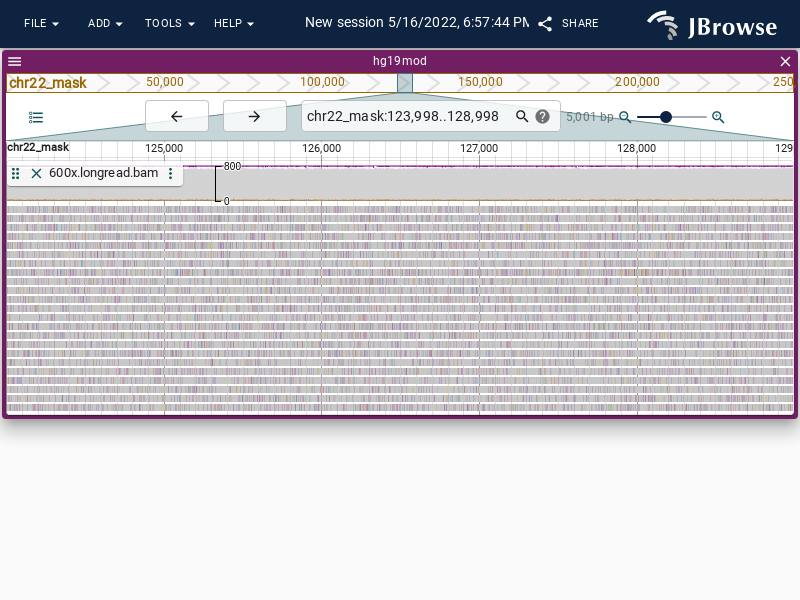 FILE ADD TOOLS HELP New session 5/16/2022, 6:57:44 PM SHARE JBrowse
hg19mod
chr22_mask 50,000 100,000 150,000 200,000 250
chr22_mask:123,998..128,998 5,001 bp
chr22_mask 125,000 126,000 127,000 128,000 129
600x.longread.bam 800
0